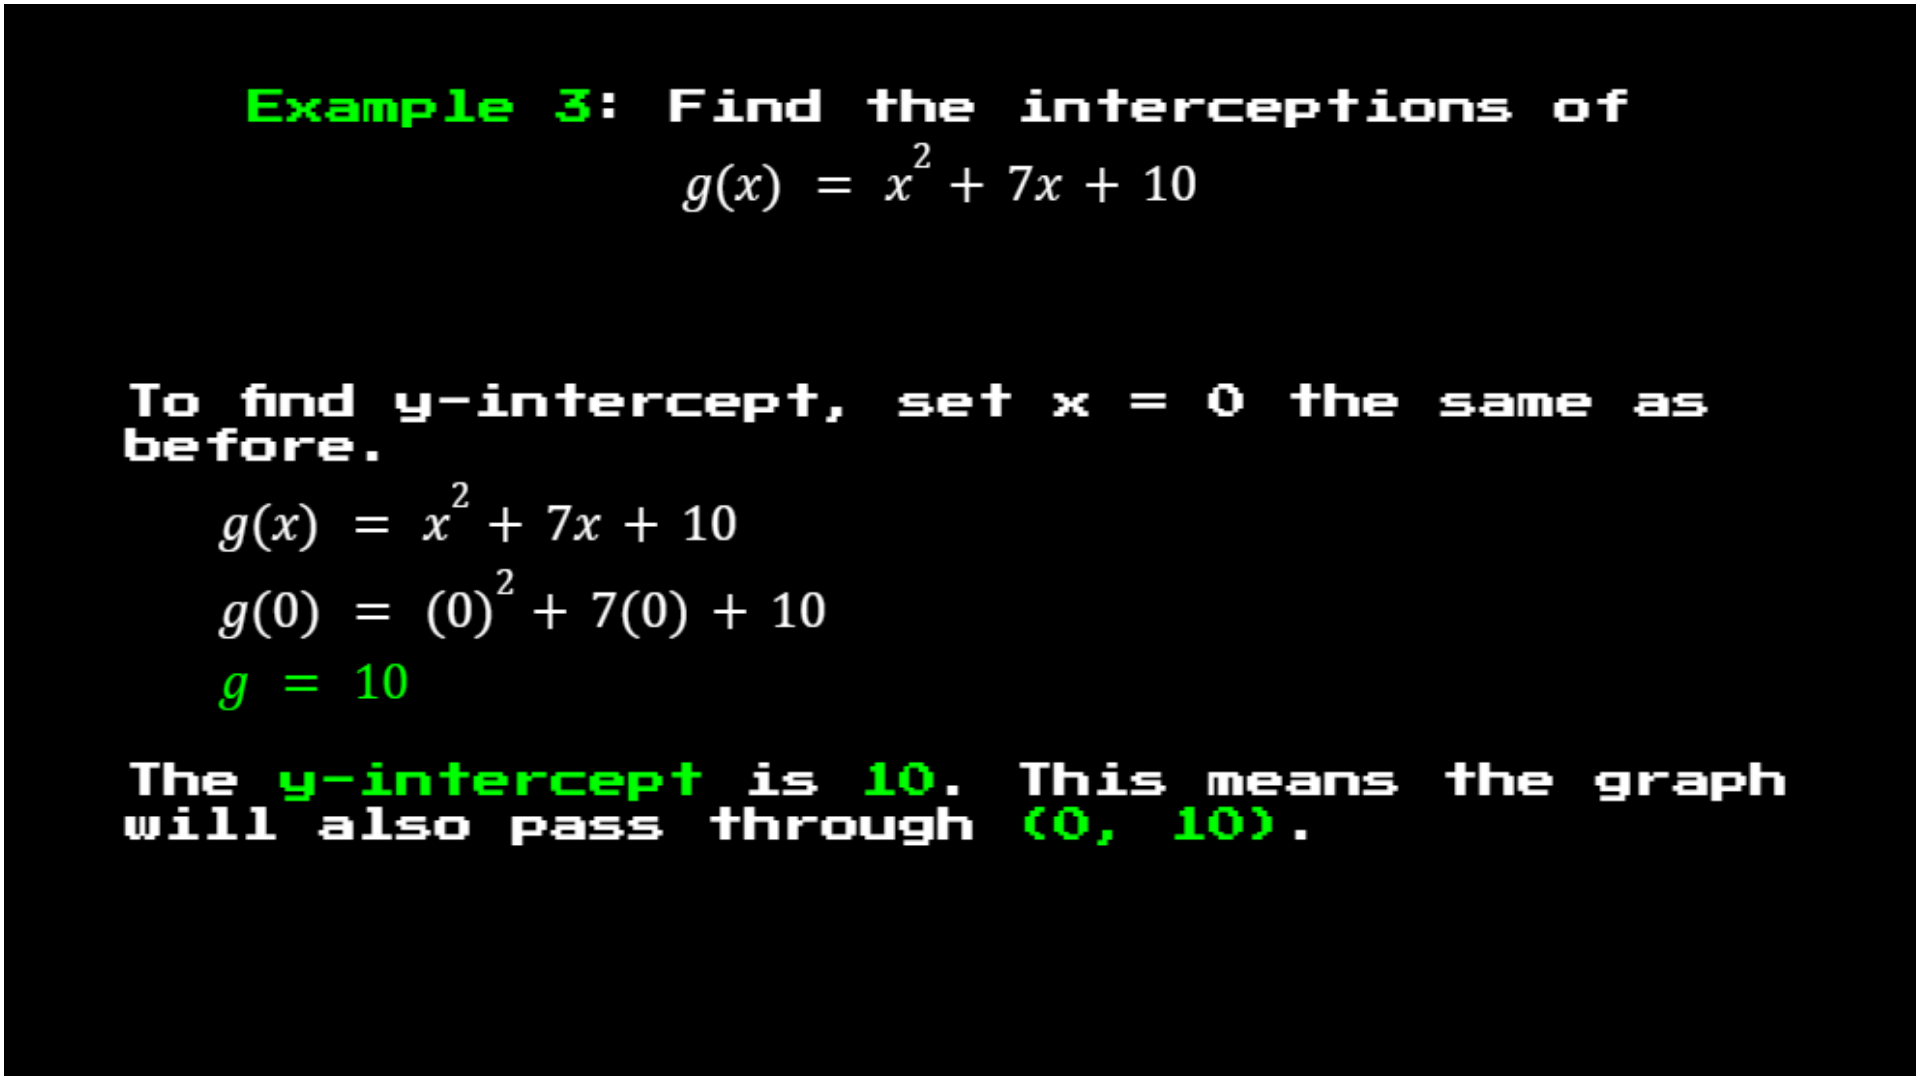 Example 3: Find the interceptions of
g(x) = x² + 7x + 10
To find y-intercept, set x = 0 the same as
before.
g(x) = x² + 7x + 10
g(0) = (0)² + 7(0) + 10
g = 10
The y-intercept is 10. This means the graph
will also pass through (0, 10).